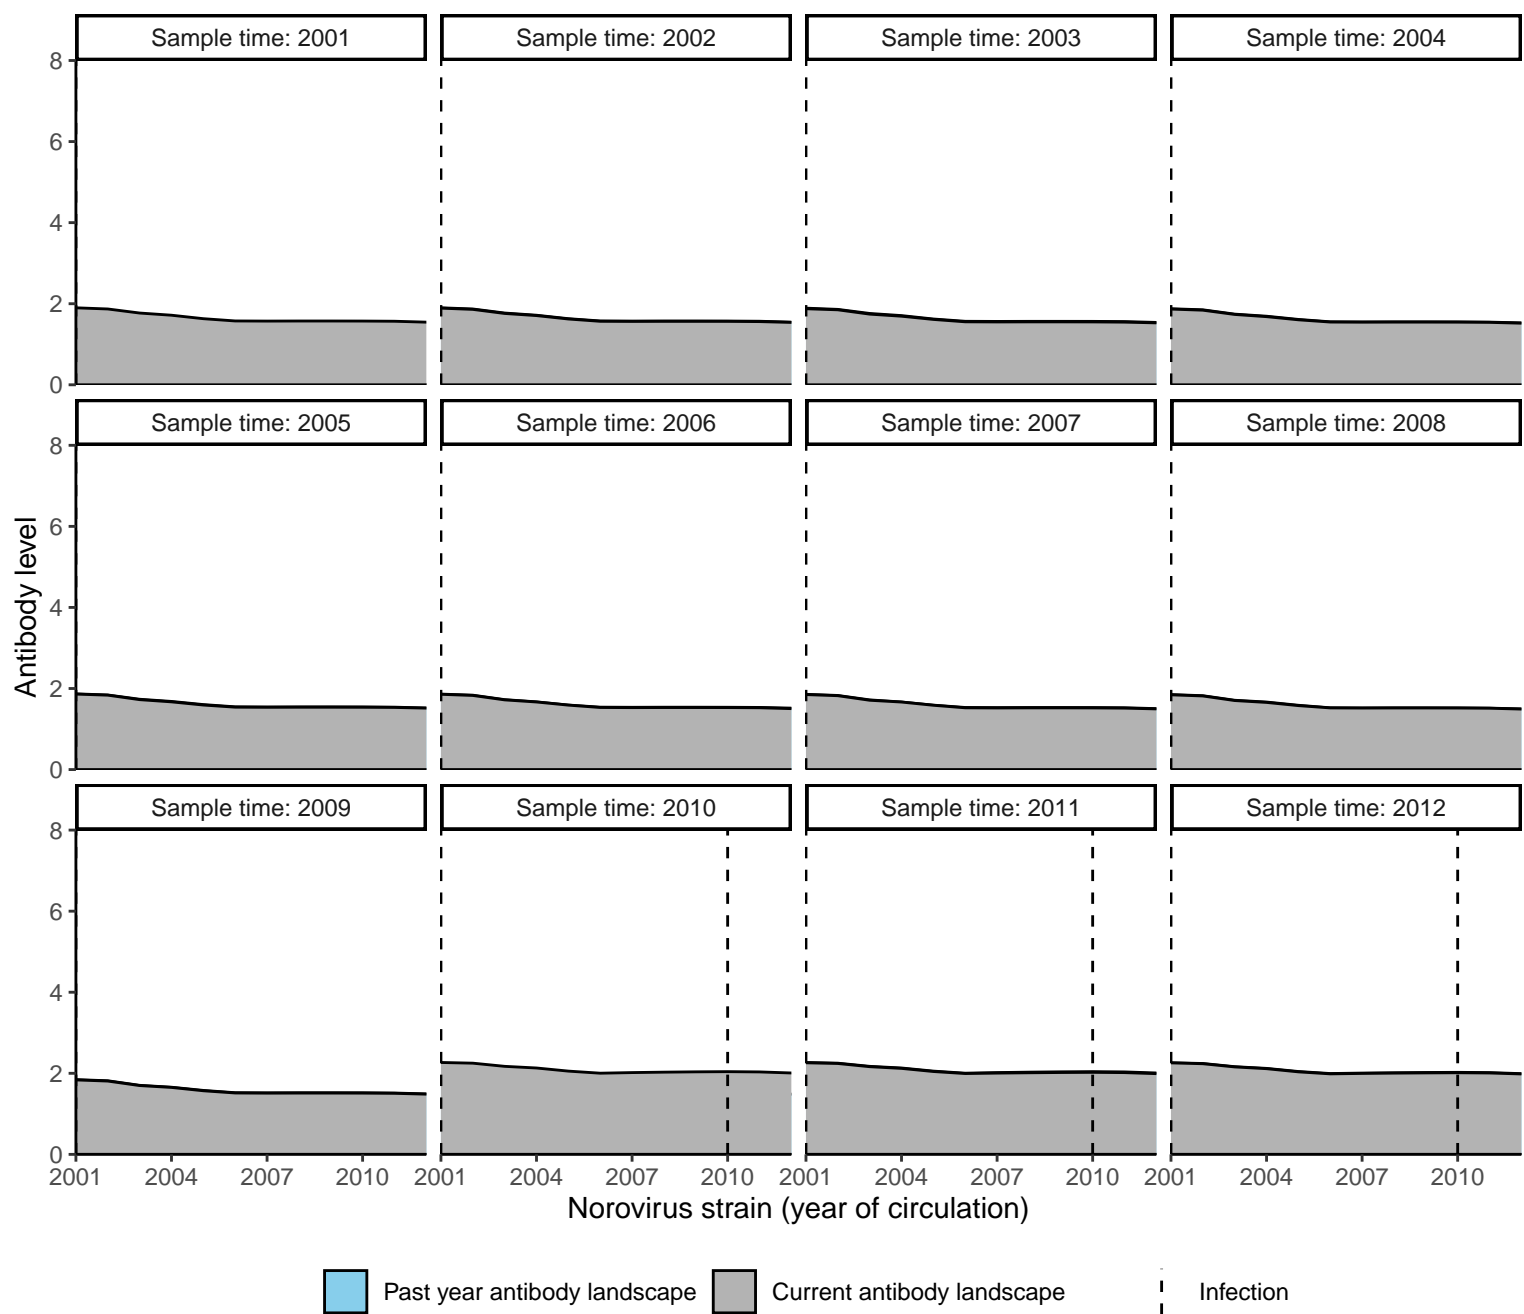 Sample time: 2001 Sample time: 2002 Sample time: 2003 Sample time: 2004
8
6
4
2
0
Sample time: 2005 Sample time: 2006 Sample time: 2007 Sample time: 2008
8
6
4
2
0
Sample time: 2009 Sample time: 2010 Sample time: 2011 Sample time: 2012
8
6
4
2
0
Antibody level
2001 2004 2007 2010 2001 2004 2007 2010 2001 2004 2007 2010 2001 2004 2007 2010
Norovirus strain (year of circulation)
Past year antibody landscape Current antibody landscape Infection